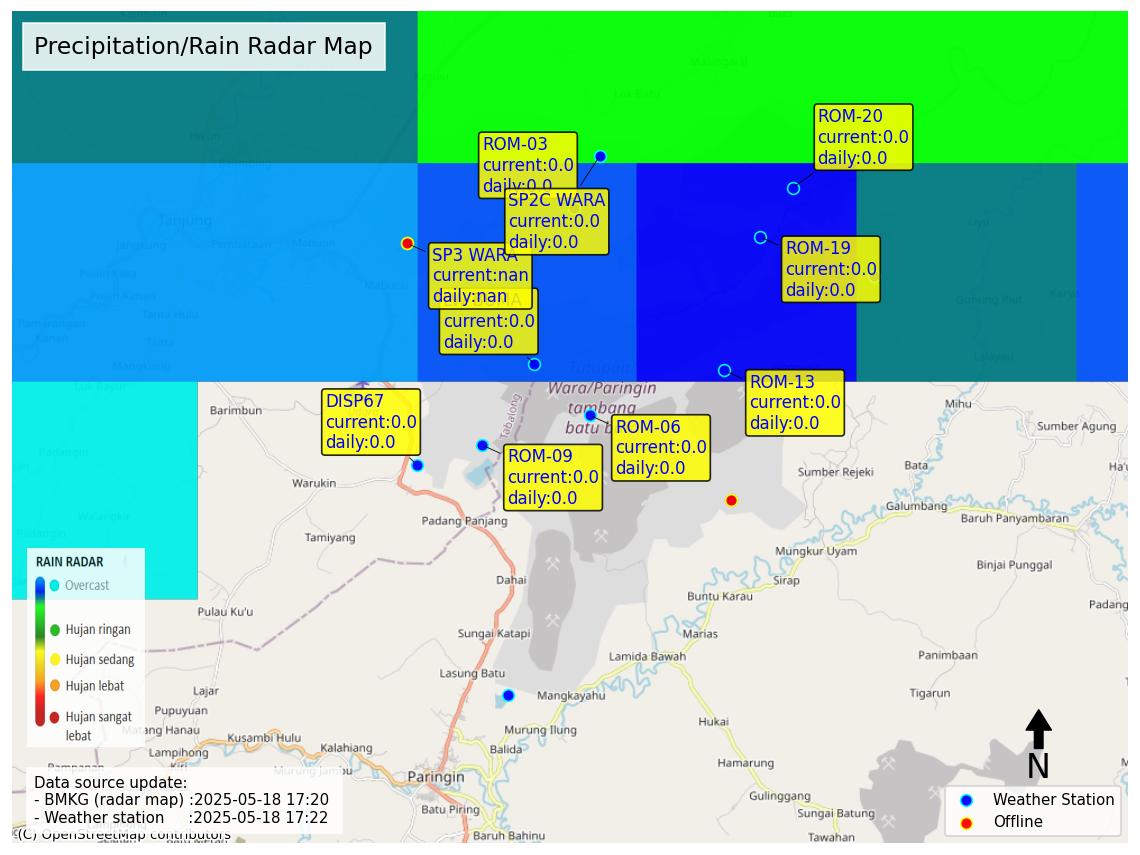 Precipitation/Rain Radar Map
ROM-20
current:0.0
daily:0.0
ROM-03
current:0.0
daily:0.0
SP2C WARA
current:0.0
daily:0.0
ROM-19
current:0.0
daily:0.0
SP3 WARA
current:nan
daily:nan
current:0.0
daily:0.0
Tanjung
Maburai
Wara/Paringin
tambang
batu
Tabalong
ROM-13
current:0.0
daily:0.0
DISP67
current:0.0
daily:0.0
ROM-06
current:0.0
daily:0.0
ROM-09
current:0.0
daily:0.0
Barimbun
Mihu
Sumber Agung
Bata
Sumber Rejeki
Warukin
Galumbang
Baruh Panyambaran
Padang Panjang
Tamiyang
Mungkur Uyam
Binjai Punggal
Dahai
Sirap
Buntu Karau
Padang
Pulau Ku'u
Sungai Katapi
Marias
Lamida Bawah
Panimbaan
Lasung Batu
Lajar
Mangkayahu
Tigarun
Pupuyuan
Hukai
Matang Hanau
Kusambi Hulu
Murung Ilung
Lampihong
Kalahiang
Balida
Hamarung
Murung Jambu
Paringin
Gulinggang
Batu Piring
Sungai Batung
Baruh Bahinu
Tawahan
RAIN RADAR
Overcast
Hujan ringan
Hujan sedang
Hujan lebat
Hujan sangat
lebat
Data source update:
- BMKG (radar map) :2025-05-18 17:20
- Weather station :2025-05-18 17:22
(C) OpenStreetMap contributors
N
Weather Station
Offline